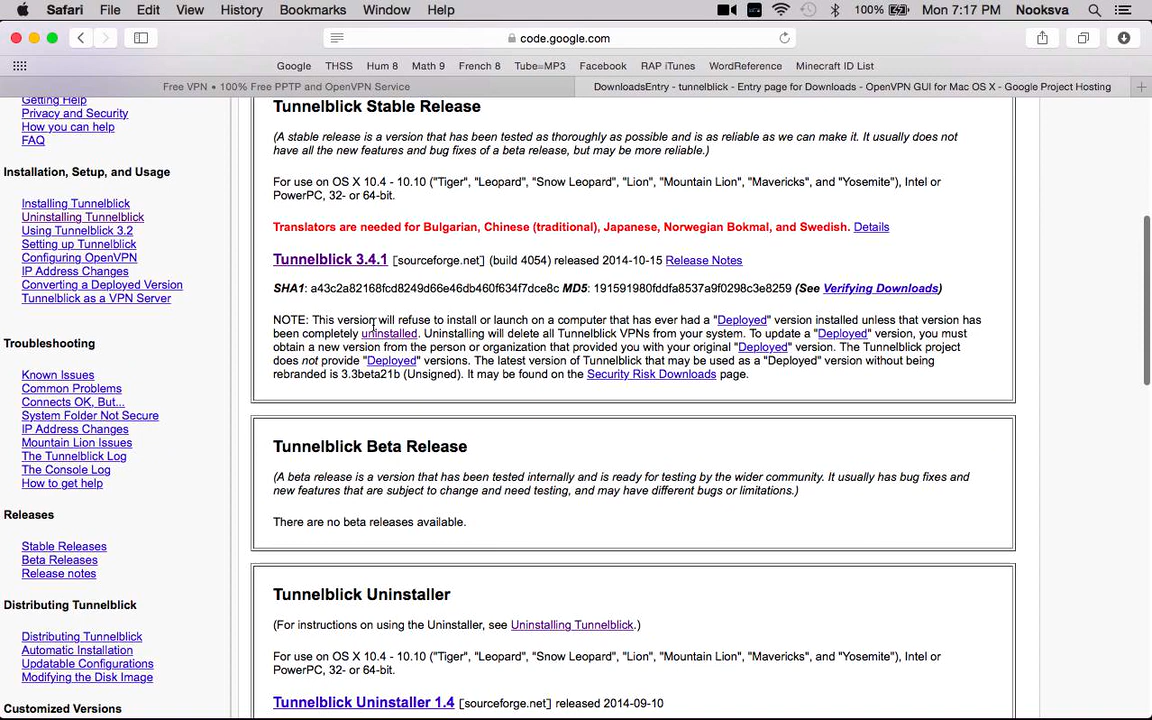 Safari File Edit View History Bookmarks Window Help 100% Mon 7:17 PM Nooksva
code.google.com
Google THSS Hum 8 Math 9 French 8 Tube=MP3 Facebook RAP iTunes WordReference Minecraft ID List
Free VPN • 100% Free PPTP and OpenVPN Service
DownloadsEntry - tunnelblick - Entry page for Downloads - OpenVPN GUI for Mac OS X - Google Project Hosting
Getting Help
Privacy and Security
How you can help
FAQ
Installation, Setup, and Usage
Installing Tunnelblick
Uninstalling Tunnelblick
Using Tunnelblick 3.2
Setting up Tunnelblick
Configuring OpenVPN
IP Address Changes
Converting a Deployed Version
Tunnelblick as a VPN Server
Troubleshooting
Known Issues
Common Problems
Connects OK, But...
System Folder Not Secure
IP Address Changes
Mountain Lion Issues
The Tunnelblick Log
The Console Log
How to get help
Releases
Stable Releases
Beta Releases
Release notes
Distributing Tunnelblick
Distributing Tunnelblick
Automatic Installation
Updatable Configurations
Modifying the Disk Image
Customized Versions
Tunnelblick Stable Release
(A stable release is a version that has been tested as thoroughly as possible and is as reliable as we can make it. It usually does not
have all the new features and bug fixes of a beta release, but may be more reliable.)
For use on OS X 10.4 - 10.10 ("Tiger", "Leopard", "Snow Leopard", "Lion", "Mountain Lion", "Mavericks", and "Yosemite"), Intel or
PowerPC, 32- or 64-bit.
Translators are needed for Bulgarian, Chinese (traditional), Japanese, Norwegian Bokmal, and Swedish. Details
Tunnelblick 3.4.1 [sourceforge.net] (build 4054) released 2014-10-15 Release Notes
SHA1: a43c2a82168fcd8249d66e46db460f634f7dce8c MD5: 191591980fddfa8537a9f0298c3e8259 (See Verifying Downloads)
NOTE: This version will refuse to install or launch on a computer that has ever had a "Deployed" version installed unless that version has
been completely uninstalled. Uninstalling will delete all Tunnelblick VPNs from your system. To update a "Deployed" version, you must
obtain a new version from the person or organization that provided you with your original "Deployed" version. The Tunnelblick project
does not provide "Deployed" versions. The latest version of Tunnelblick that may be used as a "Deployed" version without being
rebranded is 3.3beta21b (Unsigned). It may be found on the Security Risk Downloads page.
Tunnelblick Beta Release
(A beta release is a version that has been tested internally and is ready for testing by the wider community. It usually has bug fixes and
new features that are subject to change and need testing, and may have different bugs or limitations.)
There are no beta releases available.
Tunnelblick Uninstaller
(For instructions on using the Uninstaller, see Uninstalling Tunnelblick.)
For use on OS X 10.4 - 10.10 ("Tiger", "Leopard", "Snow Leopard", "Lion", "Mountain Lion", "Mavericks", and "Yosemite"), Intel or
PowerPC, 32- or 64-bit.
Tunnelblick Uninstaller 1.4 [sourceforge.net] released 2014-09-10